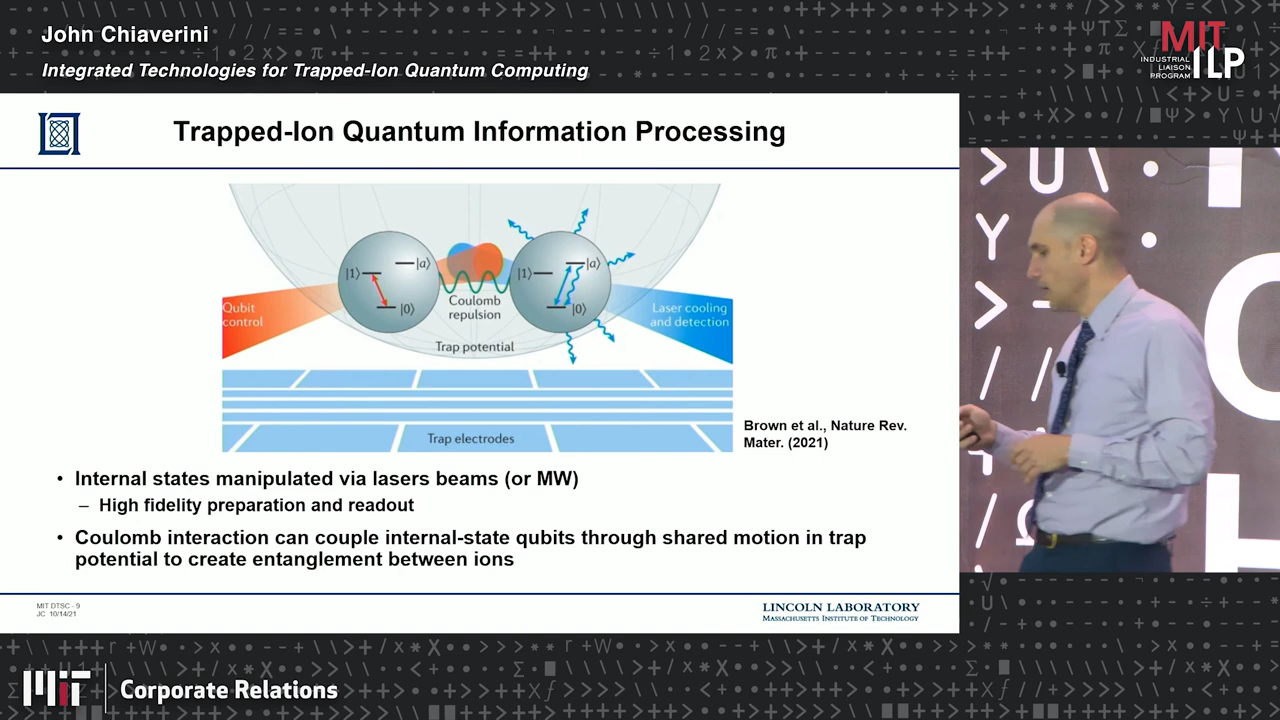 John Chiaverini
Integrated Technologies for Trapped-Ion Quantum Computing
MIT
INDUSTRIAL
LIAISON
PROGRAM
ILP
Trapped-Ion Quantum Information Processing
|1⟩
|a⟩
|0⟩
|1⟩
|a⟩
|0⟩
Qubit
control
Coulomb
repulsion
Laser cooling
and detection
Trap potential
Trap electrodes
Brown et al., Nature Rev.
Mater. (2021)
• Internal states manipulated via lasers beams (or MW)
– High fidelity preparation and readout
• Coulomb interaction can couple internal-state qubits through shared motion in trap
potential to create entanglement between ions
MIT DTSC - 9
JC 10/14/21
LINCOLN LABORATORY
MASSACHUSETTS INSTITUTE OF TECHNOLOGY
MIT
Corporate Relations